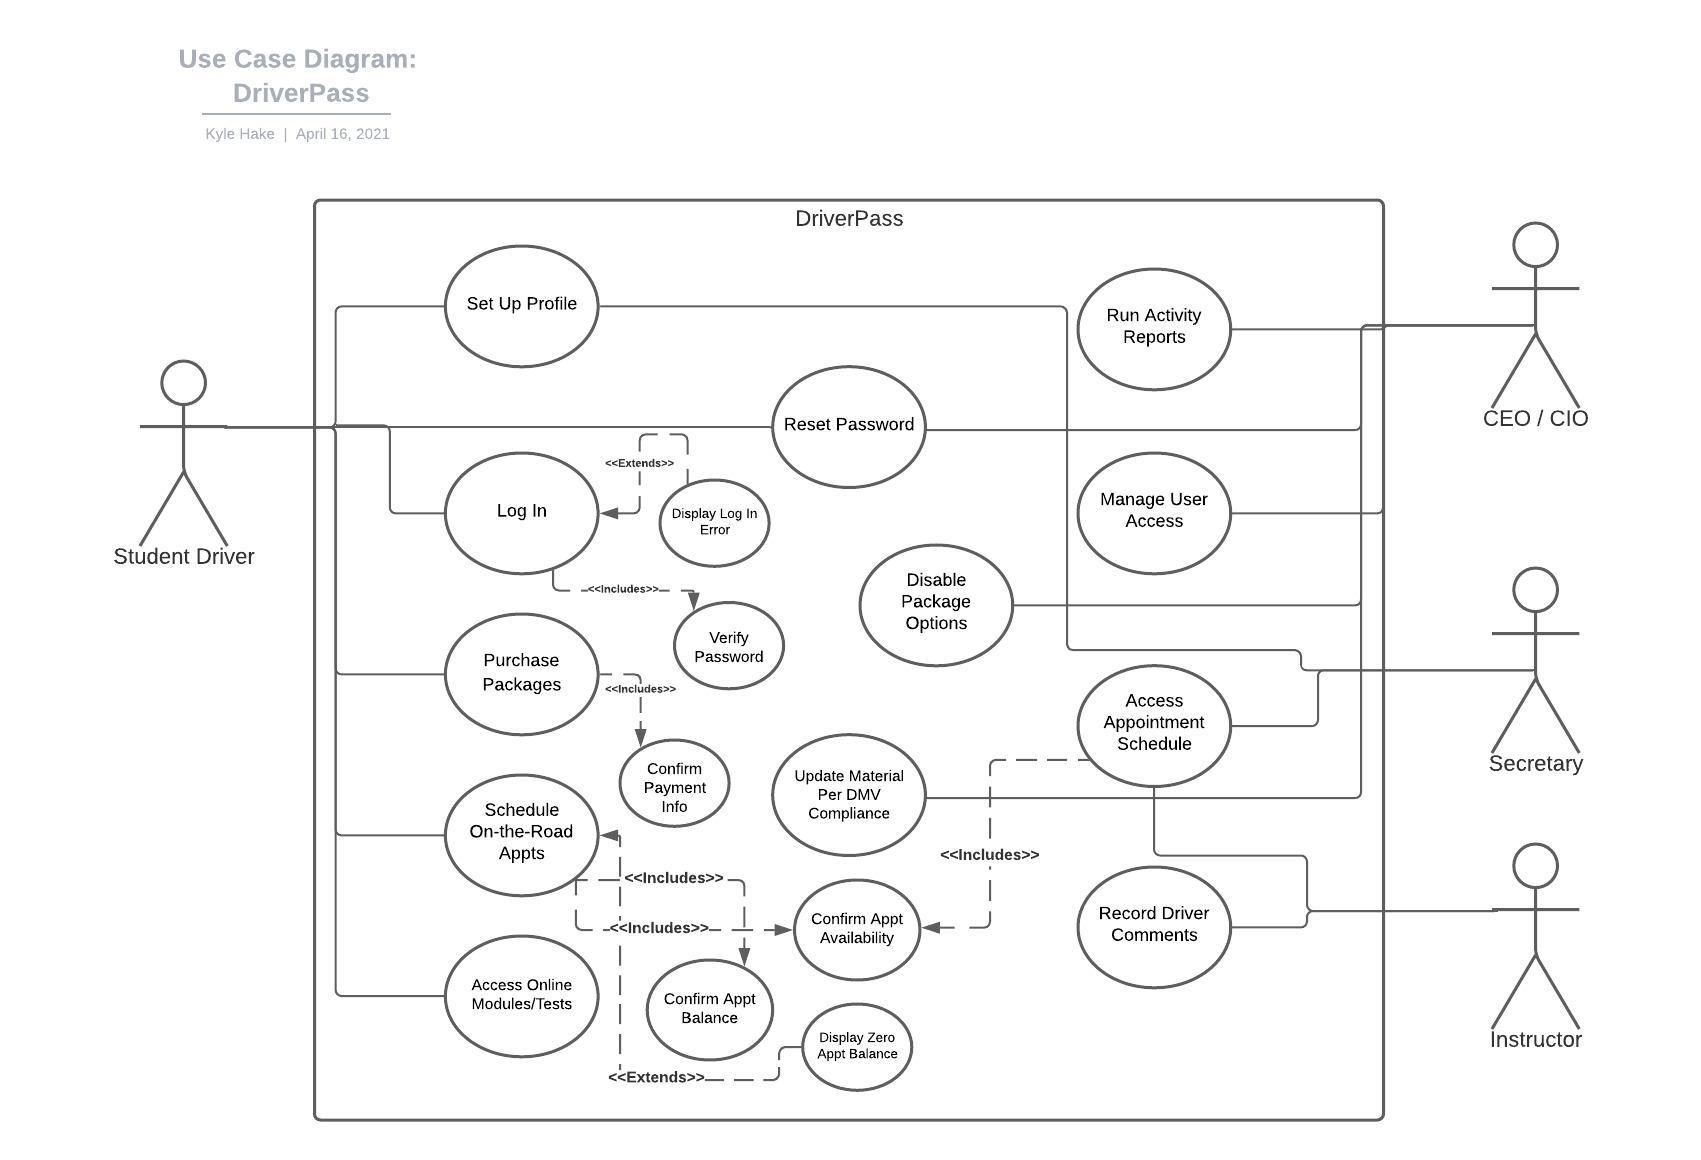 Use Case Diagram:
DriverPass
Kyle Hake | April 16, 2021
DriverPass
Set Up Profile
Run Activity
Reports
CEO / CIO
Reset Password
Student Driver
<<Extends>>
Log In
Display Log In
Error
Manage User
Access
<<Includes>>
Disable
Package
Options
Verify
Password
Purchase
Packages
<<Includes>>
Access
Appointment
Schedule
Secretary
Confirm
Payment
Info
Update Material
Per DMV
Compliance
Schedule
On-the-Road
Appts
<<Includes>>
<<Includes>>
<<Includes>>
Confirm Appt
Availability
Record Driver
Comments
Access Online
Modules/Tests
Confirm Appt
Balance
Display Zero
Appt Balance
Instructor
<<Extends>>